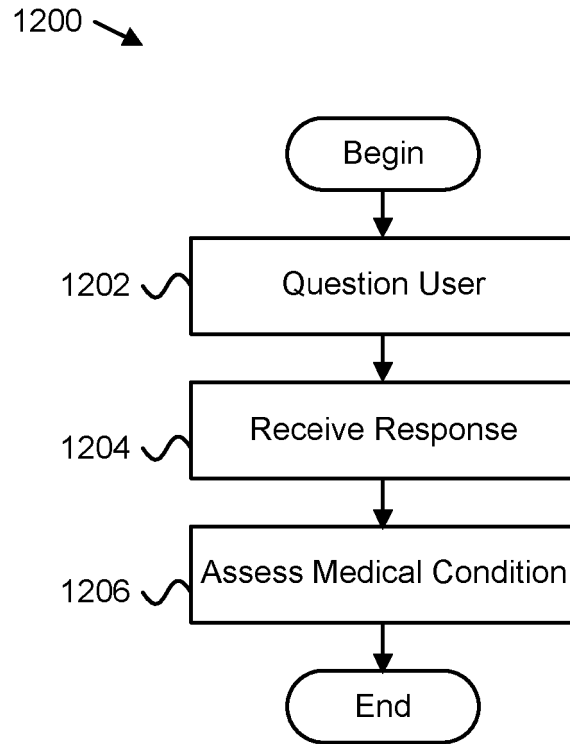 1200
Begin
1202
Question User
1204
Receive Response
1206
Assess Medical Condition
End